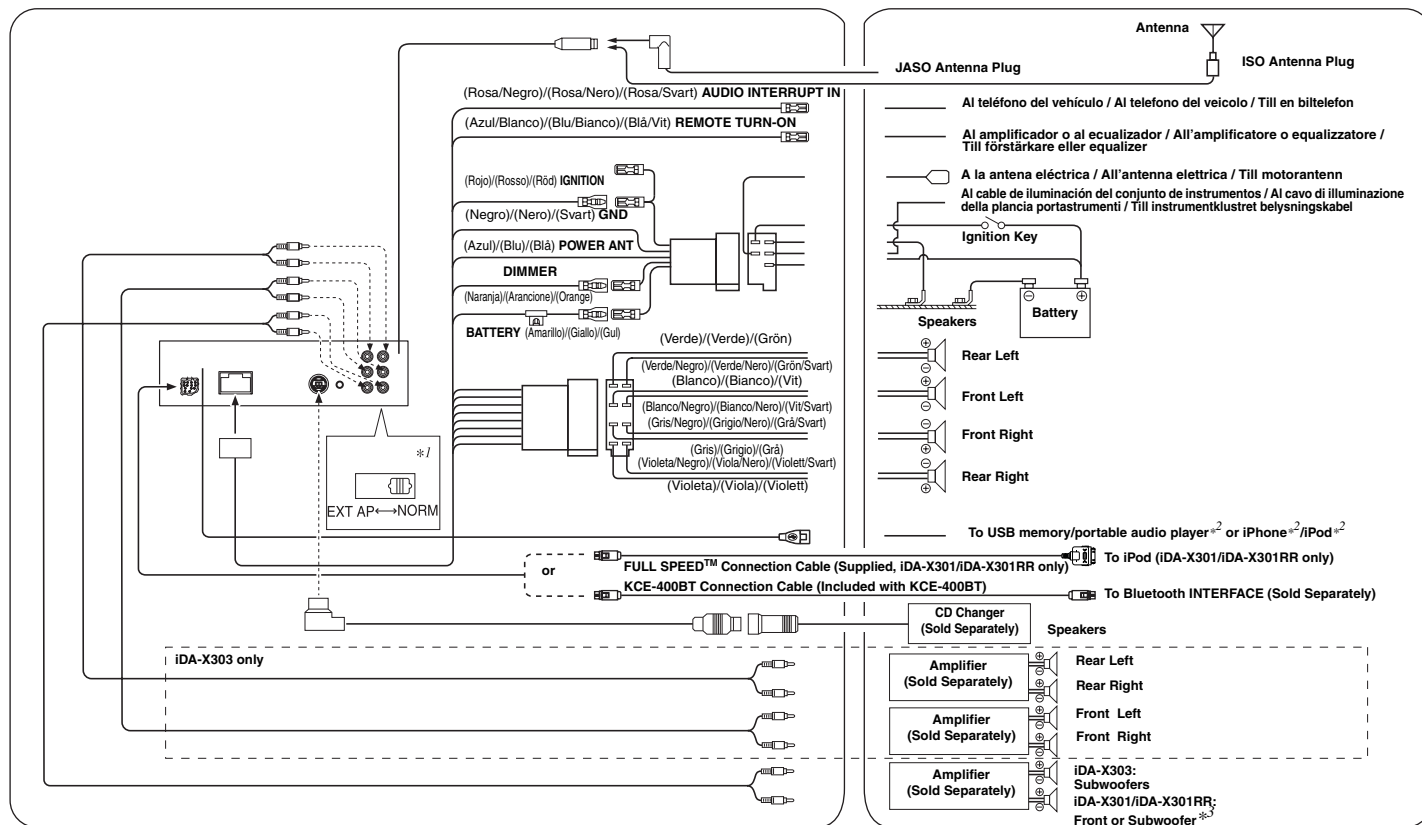 Antenna
JASO Antenna Plug
ISO Antenna Plug
(Rosa/Negro)/(Rosa/Nero)/(Rosa/Svart) AUDIO INTERRUPT IN
Al teléfono del vehículo / Al telefono del veicolo / Till en biltelefon
(Azul/Blanco)/(Blu/Bianco)/(Blå/Vit) REMOTE TURN-ON
Al amplificador o al ecualizador / All'amplificatore o equalizzatore /
Till förstärkare eller equalizer
(Rojo)/(Rosso)/(Röd) IGNITION
A la antena eléctrica / All'antenna elettrica / Till motorantenn
Al cable de iluminación del conjunto de instrumentos / Al cavo di illuminazione
della plancia portastrumenti / Till instrumentklustret belysningskabel
(Negro)/(Nero)/(Svart) GND
Ignition Key
(Azul)/(Blu)/(Blå) POWER ANT
DIMMER
(Naranja)/(Arancione)/(Orange)
BATTERY (Amarillo)/(Giallo)/(Gul)
Battery
Speakers
(Verde)/(Verde)/(Grön)
Rear Left
(Verde/Negro)/(Verde/Nero)/(Grön/Svart)
(Blanco)/(Bianco)/(Vit)
Front Left
(Blanco/Negro)/(Bianco/Nero)/(Vit/Svart)
(Gris/Negro)/(Grigio/Nero)/(Grå/Svart)
Front Right
(Gris)/(Grigio)/(Grå)
(Violeta/Negro)/(Viola/Nero)/(Violett/Svart)
Rear Right
(Violeta)/(Viola)/(Violett)
*1
EXT AP↔NORM
To USB memory/portable audio player*2 or iPhone*2/iPod*2
or
FULL SPEED™ Connection Cable (Supplied, iDA-X301/iDA-X301RR only)
To iPod (iDA-X301/iDA-X301RR only)
KCE-400BT Connection Cable (Included with KCE-400BT)
To Bluetooth INTERFACE (Sold Separately)
CD Changer
(Sold Separately)
Speakers
iDA-X303 only
Amplifier
(Sold Separately)
Rear Left
Rear Right
Amplifier
(Sold Separately)
Front Left
Front Right
Amplifier
(Sold Separately)
iDA-X303:
Subwoofers
iDA-X301/iDA-X301RR:
Front or Subwoofer*3